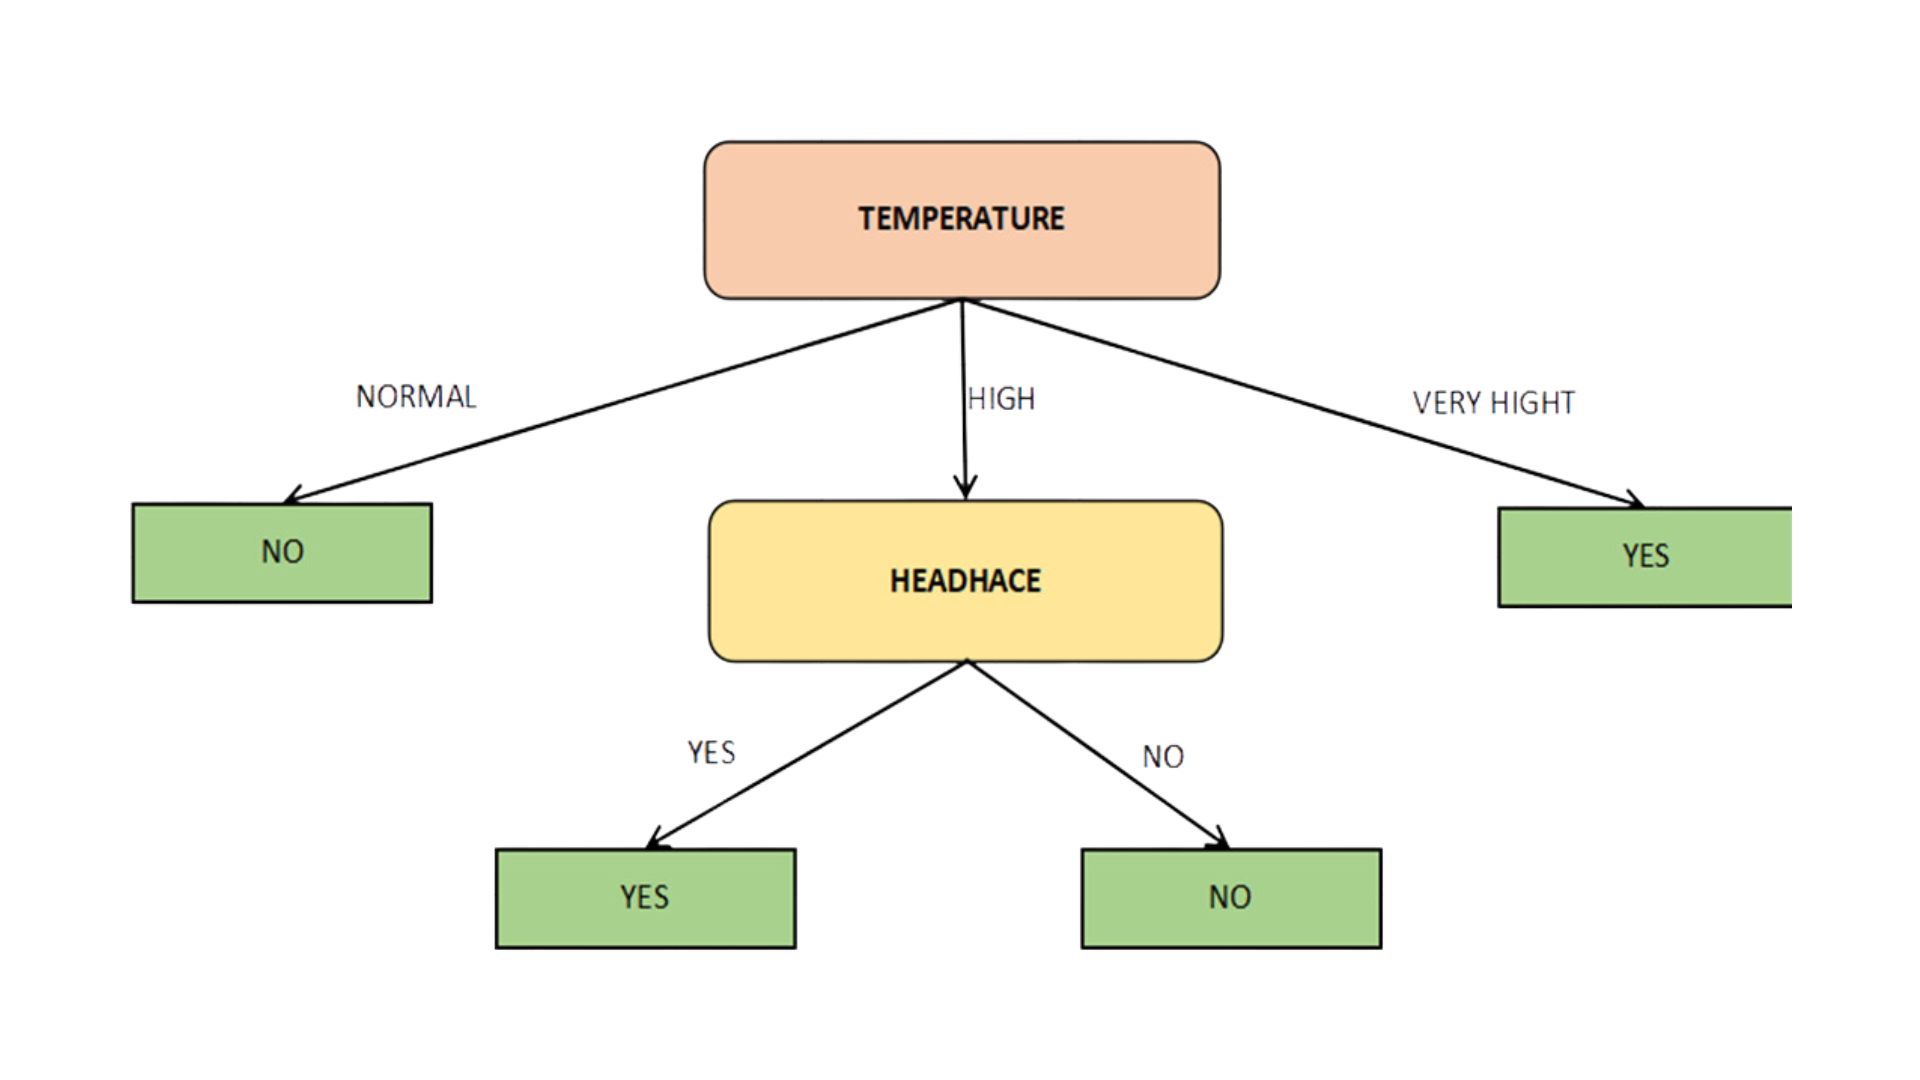 TEMPERATURE
NORMAL
HIGH
VERY HIGHT
NO
HEADHACE
YES
YES
NO
YES
NO